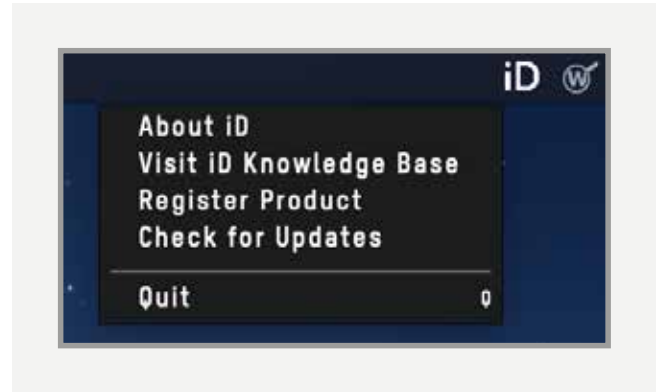 iD W
About iD
Visit iD Knowledge Base
Register Product
Check for Updates
Quit Q